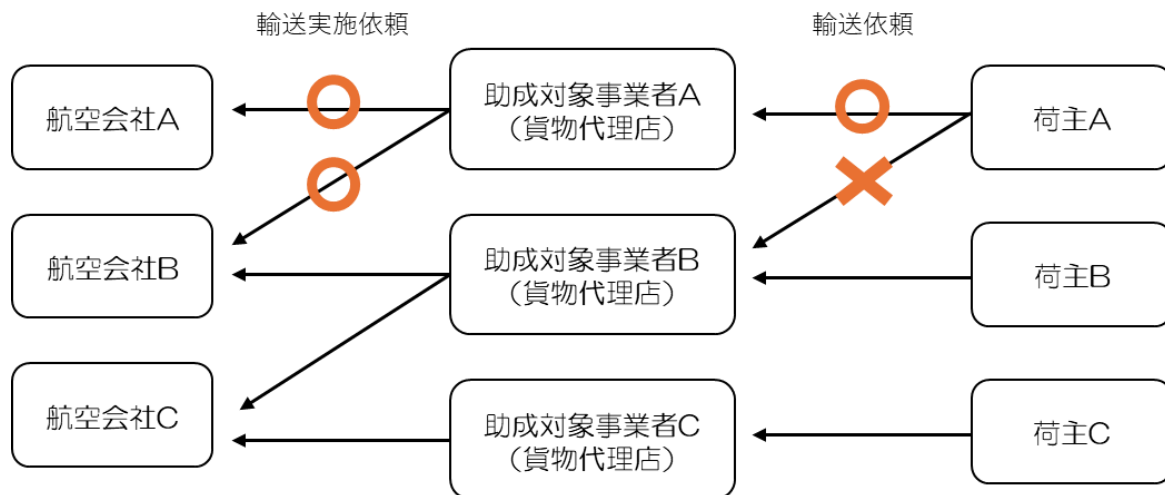 輸送実施依頼
輸送依頼
航空会社A
助成対象事業者A
（貨物代理店）
荷主A
航空会社B
助成対象事業者B
（貨物代理店）
荷主B
航空会社C
助成対象事業者C
（貨物代理店）
荷主C